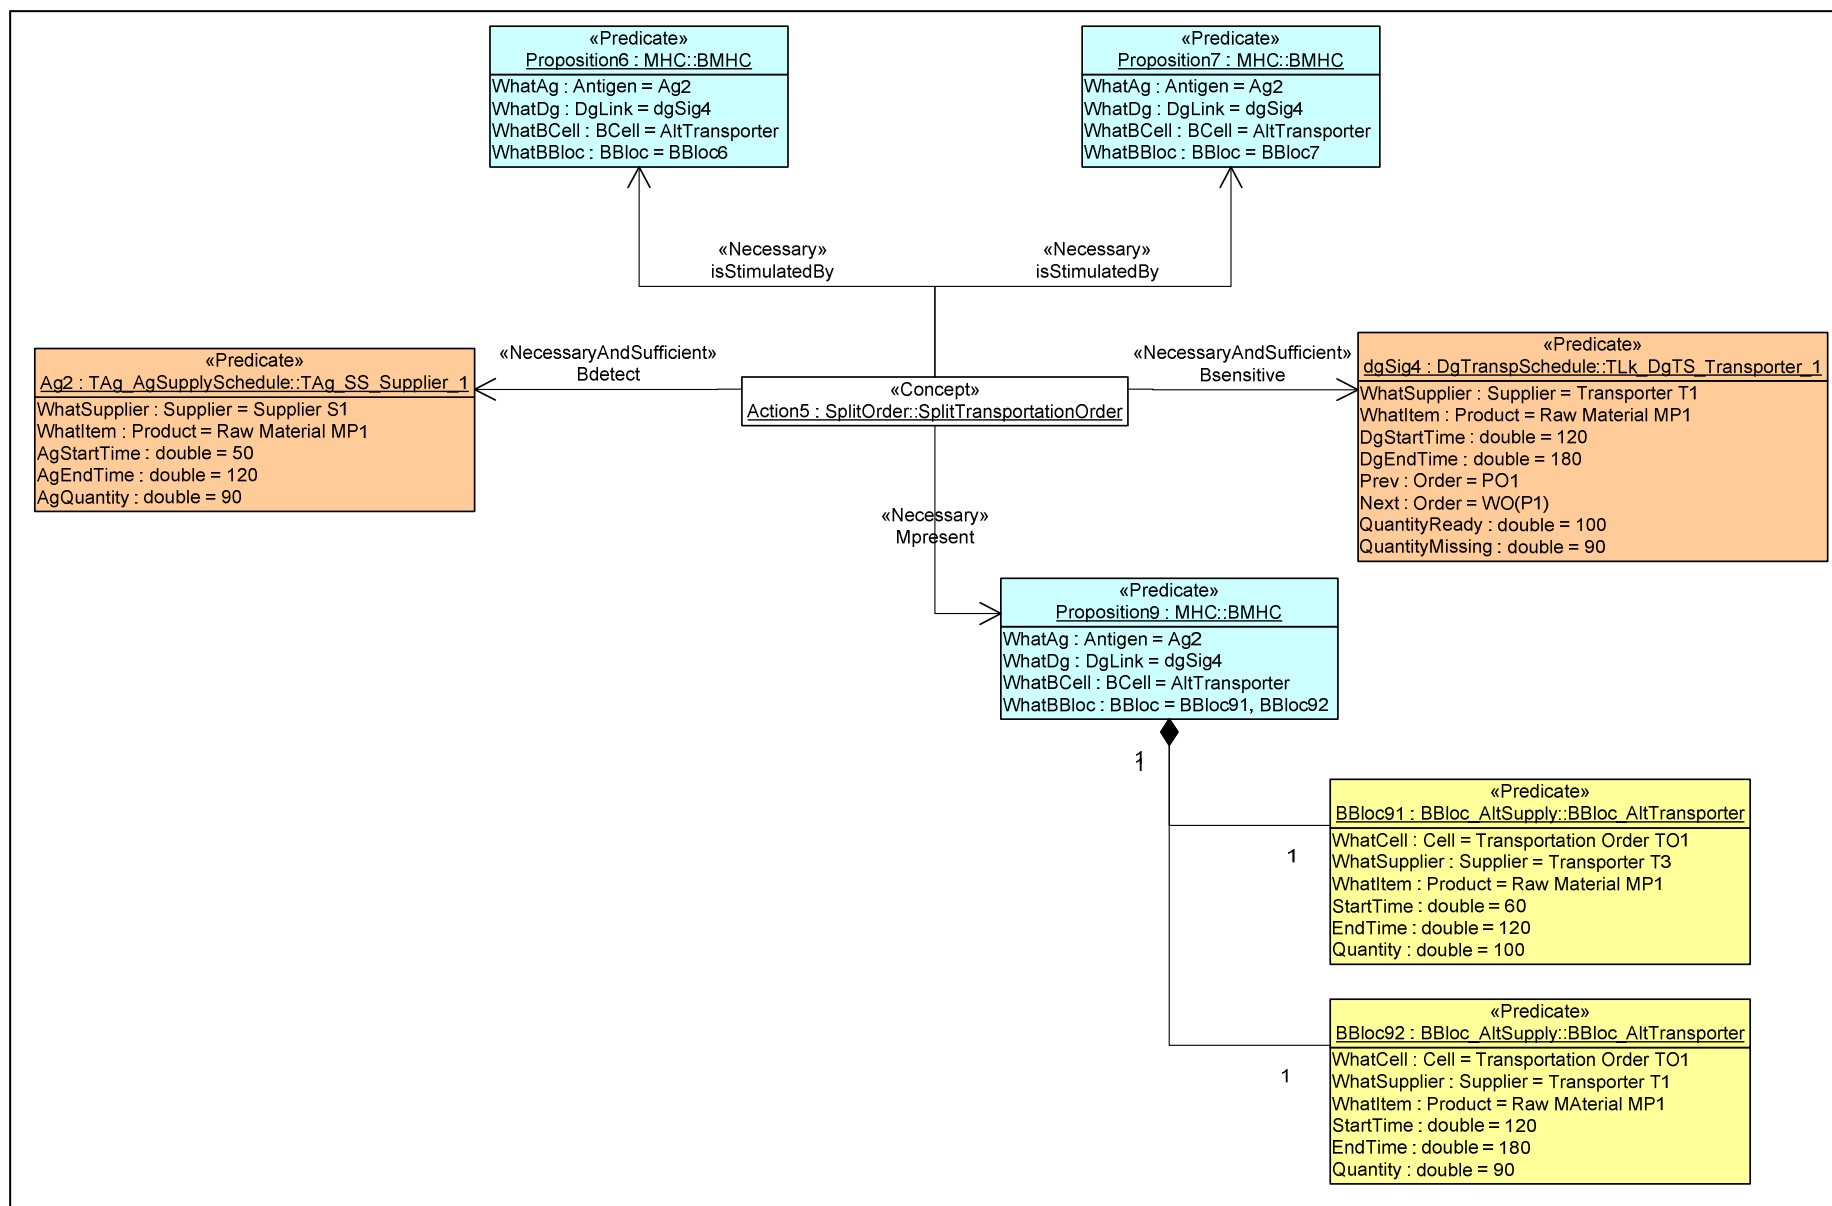 «Predicate»
Proposition6 : MHC::BMHC
WhatAg : Antigen = Ag2
WhatDg : DgLink = dgSig4
WhatBCell : BCell = AltTransporter
WhatBBloc : BBloc = BBloc6
«Predicate»
Proposition7 : MHC::BMHC
WhatAg : Antigen = Ag2
WhatDg : DgLink = dgSig4
WhatBCell : BCell = AltTransporter
WhatBBloc : BBloc = BBloc7
«Necessary»
isStimulatedBy
«Necessary»
isStimulatedBy
«Predicate»
Ag2 : TAg_AgSupplySchedule::TAg_SS_Supplier_1
WhatSupplier : Supplier = Supplier S1
WhatItem : Product = Raw Material MP1
AgStartTime : double = 50
AgEndTime : double = 120
AgQuantity : double = 90
«NecessaryAndSufficient»
Bdetect
«Concept»
Action5 : SplitOrder::SplitTransportationOrder
«NecessaryAndSufficient»
Bsensitive
«Predicate»
dgSig4 : DgTranspSchedule::TLk_DgTS_Transporter_1
WhatSupplier : Supplier = Transporter T1
WhatItem : Product = Raw Material MP1
DgStartTime : double = 120
DgEndTime : double = 180
Prev : Order = PO1
Next : Order = WO(P1)
QuantityReady : double = 100
QuantityMissing : double = 90
«Necessary»
Mpresent
«Predicate»
Proposition9 : MHC::BMHC
WhatAg : Antigen = Ag2
WhatDg : DgLink = dgSig4
WhatBCell : BCell = AltTransporter
WhatBBloc : BBloc = BBloc91, BBloc92
1
1
«Predicate»
BBloc91 : BBloc_AltSupply::BBloc_AltTransporter
WhatCell : Cell = Transportation Order TO1
WhatSupplier : Supplier = Transporter T3
WhatItem : Product = Raw Material MP1
StartTime : double = 60
EndTime : double = 120
Quantity : double = 100
1
«Predicate»
BBloc92 : BBloc_AltSupply::BBloc_AltTransporter
WhatCell : Cell = Transportation Order TO1
WhatSupplier : Supplier = Transporter T1
WhatItem : Product = Raw MAterial MP1
StartTime : double = 120
EndTime : double = 180
Quantity : double = 90
1